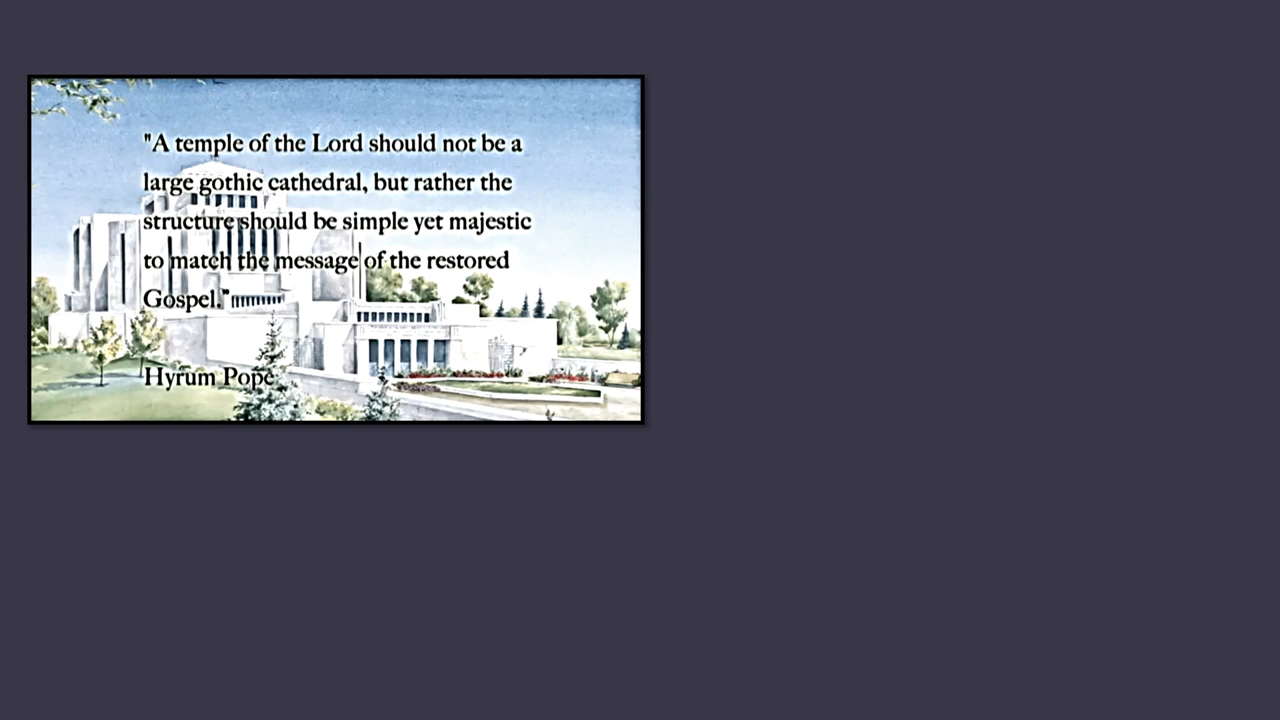 "A temple of the Lord should not be a
large gothic cathedral, but rather the
structure should be simple yet majestic
to match the message of the restored
Gospel."
Hyrum Pope